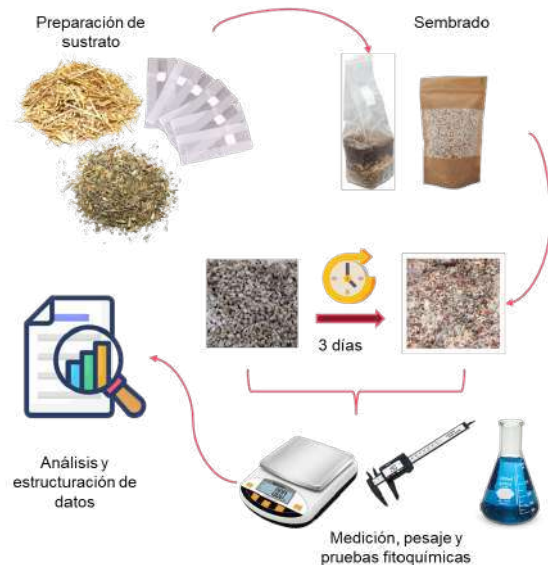 Preparación de
sustrato
Sembrado
3 días
Análisis y
estructuración de
datos
Medición, pesaje y
pruebas fitoquímicas